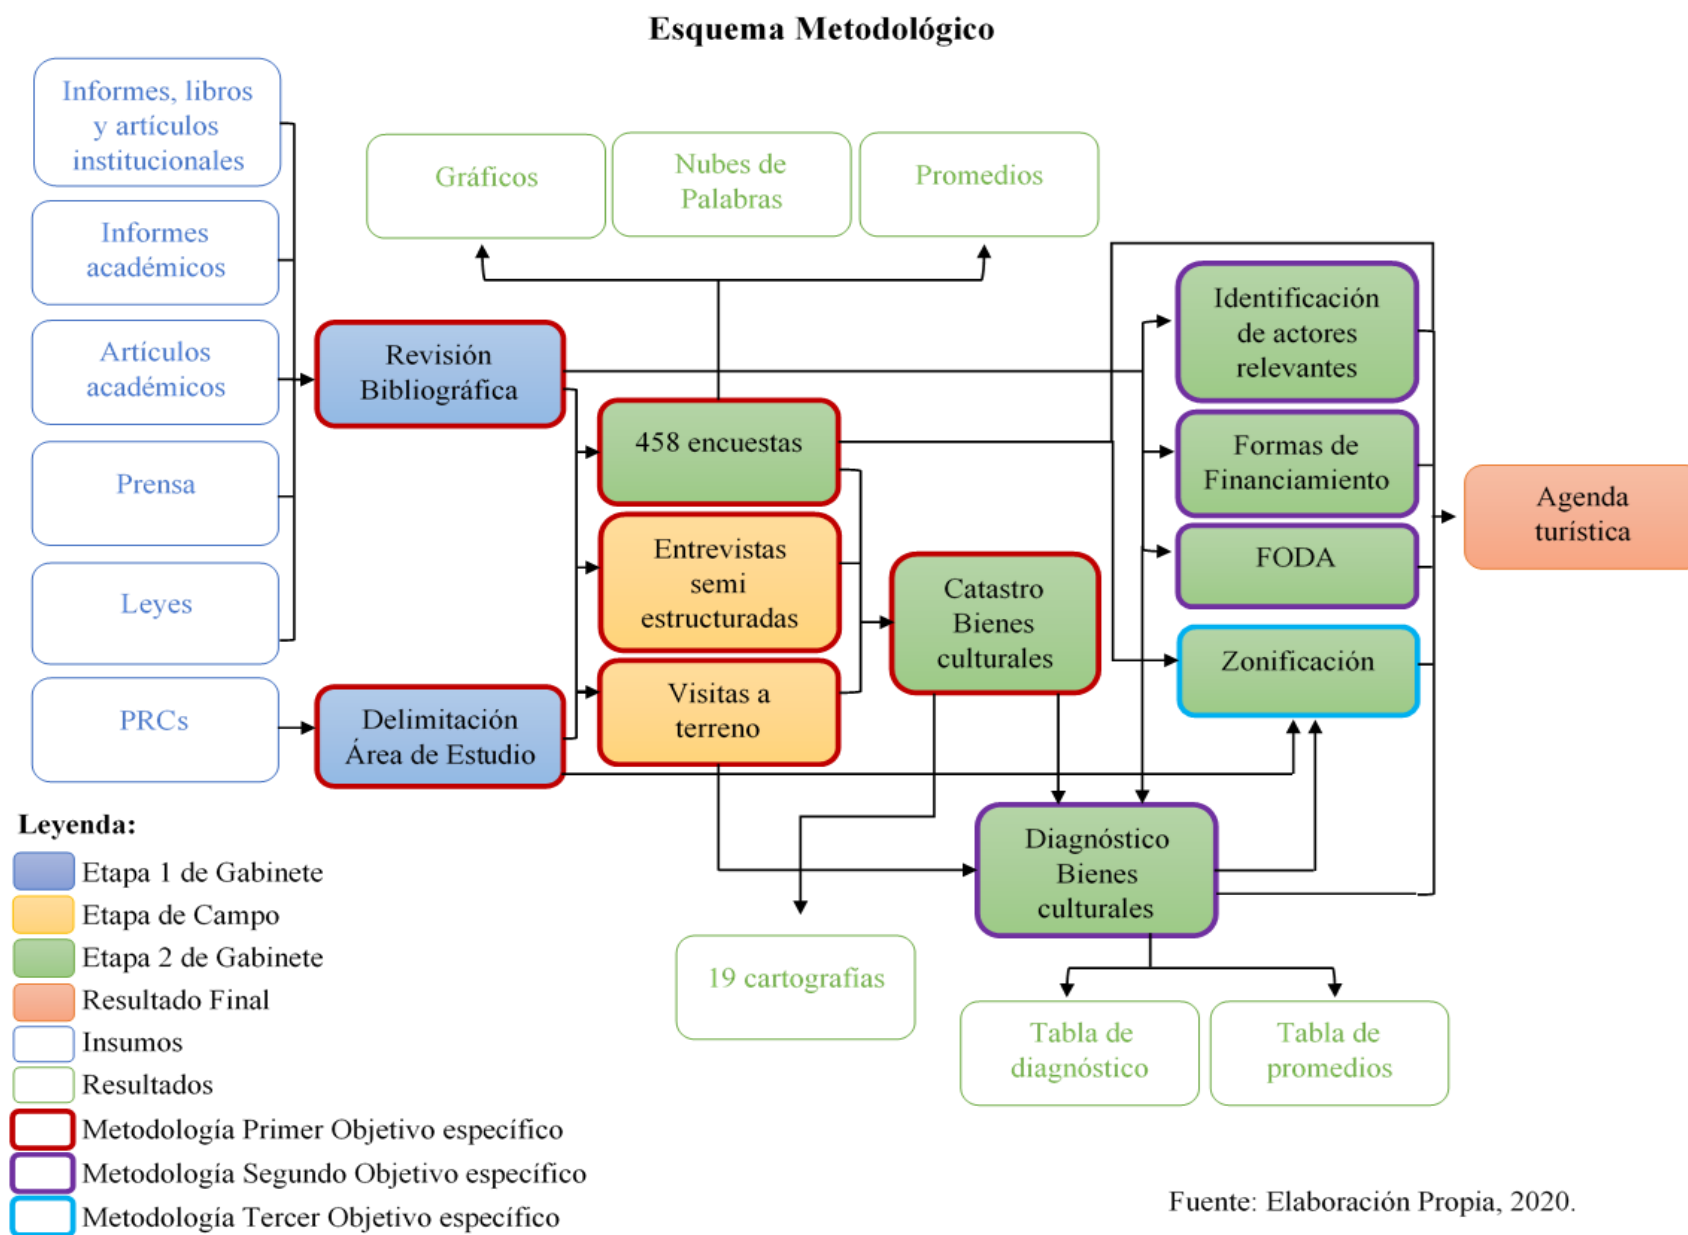 Esquema Metodológico
Informes, libros
y artículos
institucionales
Informes
académicos
Artículos
académicos
Prensa
Leyes
PRCs
Revisión
Bibliográfica
Delimitación
Área de Estudio
Gráficos
Nubes de
Palabras
Promedios
458 encuestas
Entrevistas
semi
estructuradas
Visitas a
terreno
Catastro
Bienes
culturales
Identificación
de actores
relevantes
Formas de
Financiamiento
FODA
Zonificación
Agenda
turística
Diagnóstico
Bienes
culturales
19 cartografías
Tabla de
diagnóstico
Tabla de
promedios
Leyenda:
Etapa 1 de Gabinete
Etapa de Campo
Etapa 2 de Gabinete
Resultado Final
Insumos
Resultados
Metodología Primer Objetivo específico
Metodología Segundo Objetivo específico
Metodología Tercer Objetivo específico
Fuente: Elaboración Propia, 2020.